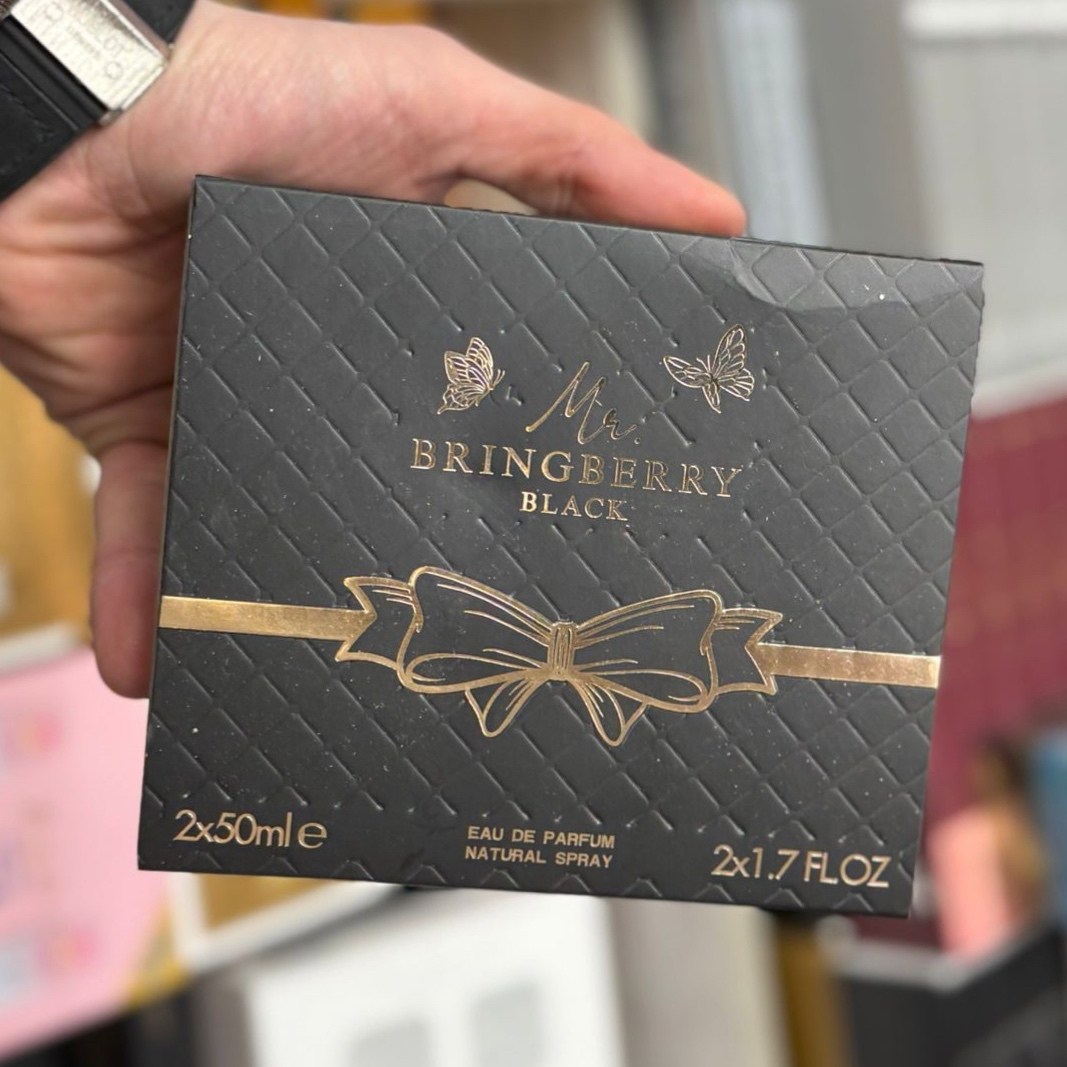 Mr.
BRINGBERRY
BLACK
2x50ml e
EAU DE PARFUM
NATURAL SPRAY
2x1.7 FL OZ